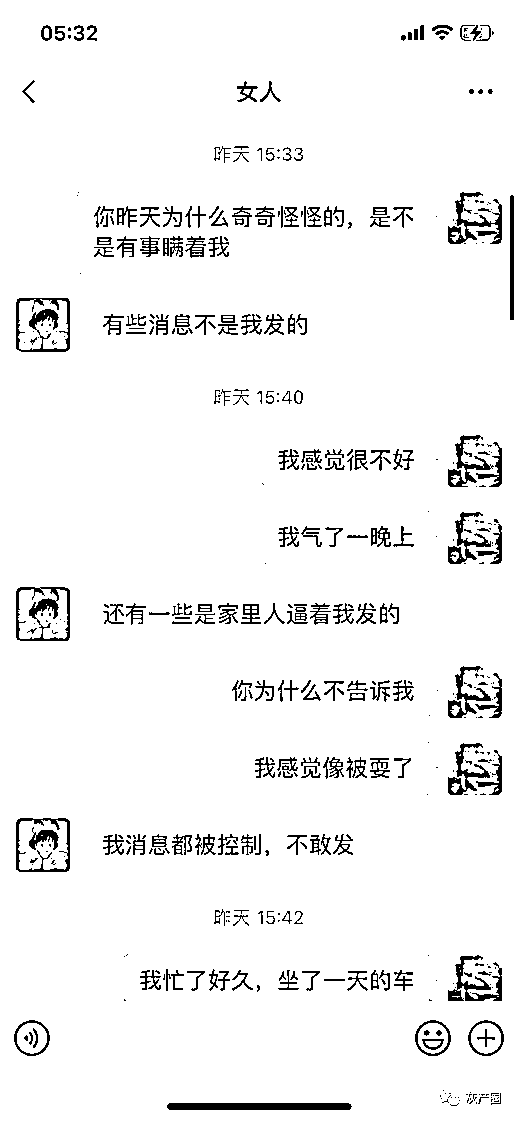 05:32
女人
昨天 15:33
你昨天为什么奇奇怪怪的，是不
是有事瞒着我
有些消息不是我发的
昨天 15:40
我感觉很不好
我气了一晚上
还有一些是家里人逼着我发的
你为什么不告诉我
我感觉像被耍了
我消息都被控制，不敢发
昨天 15:42
我忙了好久，坐了一天的车
灰产圈